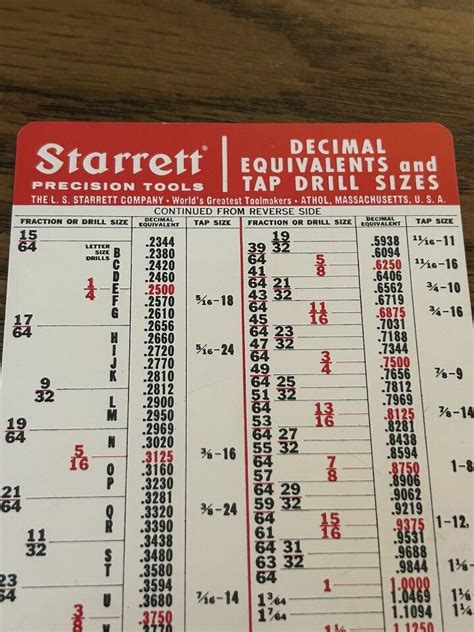 Starrett®
PRECISION TOOLS
DECIMAL
EQUIVALENTS and
TAP DRILL SIZES
THE L. S. STARRETT COMPANY • World's Greatest Toolmakers • ATHOL, MASSACHUSETTS, U. S. A.
CONTINUED FROM REVERSE SIDE
FRACTION OR DRILL SIZE DECIMAL EQUIVALENT TAP SIZE
15/64 .2344
LETTER SIZE DRILLS
B .2380
C .2420
D .2460
1/4 E .2500
F .2570 5/16-18
G .2610
17/64 .2656
H .2660
I .2720 5/16-24
J .2770
K .2810
9/32 .2812
L .2900
M .2950
19/64 .2969
N .3020
5/16 .3125 3/8-16
O .3160
P .3230
21/64 .3281
Q .3320 3/8-24
R .3390
11/32 .3438
S .3480
T .3580
23/64 .3594
U .3680 7/16-14
3/8 .3750
FRACTION OR DRILL SIZE DECIMAL EQUIVALENT TAP SIZE
19/32 .5938 11/16-11
39/64 .6094
5/8 .6250 11/16-16
41/64 .6406
21/32 .6562 3/4-10
43/64 .6719
11/16 .6875 3/4-16
45/64 .7031
23/32 .7188
47/64 .7344
3/4 .7500
49/64 .7656 7/8-9
25/32 .7812
51/64 .7969
13/16 .8125 7/8-14
53/64 .8281
27/32 .8438
55/64 .8594
7/8 .8750 1-8
57/64 .8906
29/32 .9062
59/64 .9219
15/16 .9375 1-12,
61/64 .9531
31/32 .9688
63/64 .9844
1 1.0000
1 3/64 1.0469
1 7/64 1.1094